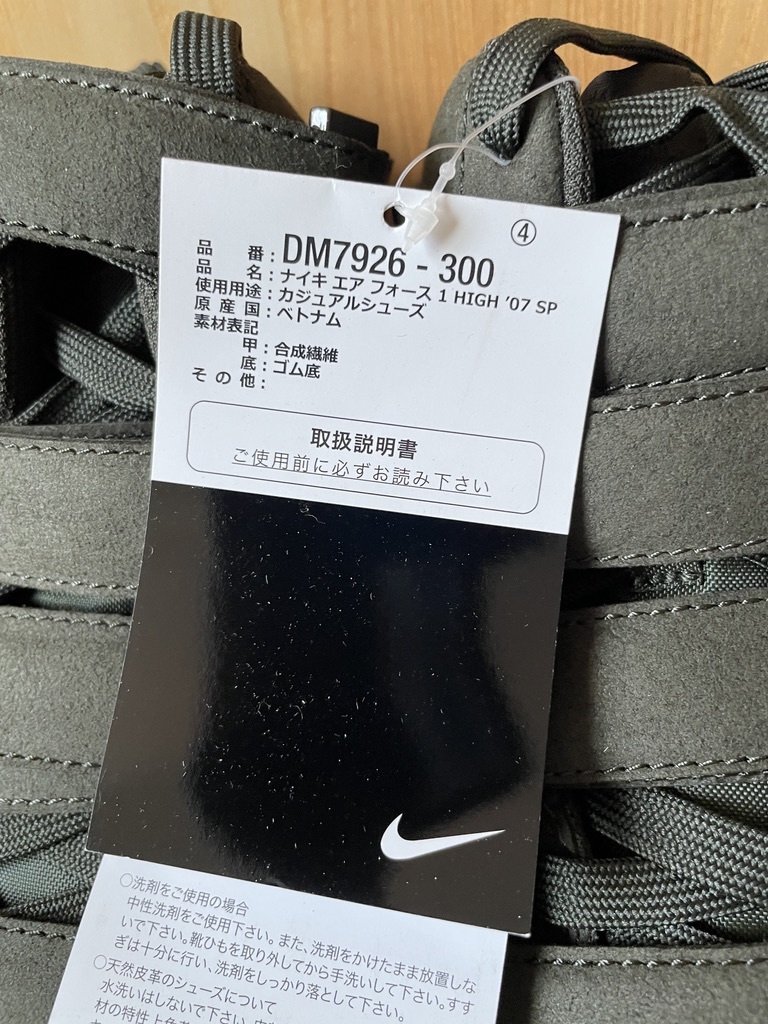 ④
品番：DM7926 - 300
品名：ナイキ エア フォース 1 HIGH '07 SP
使用用途：カジュアルシューズ
原産国：ベトナム
素材表記
甲：合成繊維
底：ゴム底
その他：
取扱説明書
ご使用前に必ずお読み下さい
○洗剤をご使用の場合
中性洗剤をご使用下さい。また、洗剤をかけたまま放置しな
いで下さい。靴ひもを取り外してから手洗いして下さい。すす
ぎは十分に行い、洗剤をしっかり落として下さい。
○天然皮革のシューズについて
水洗いはしないで下さい。
材の特性上色